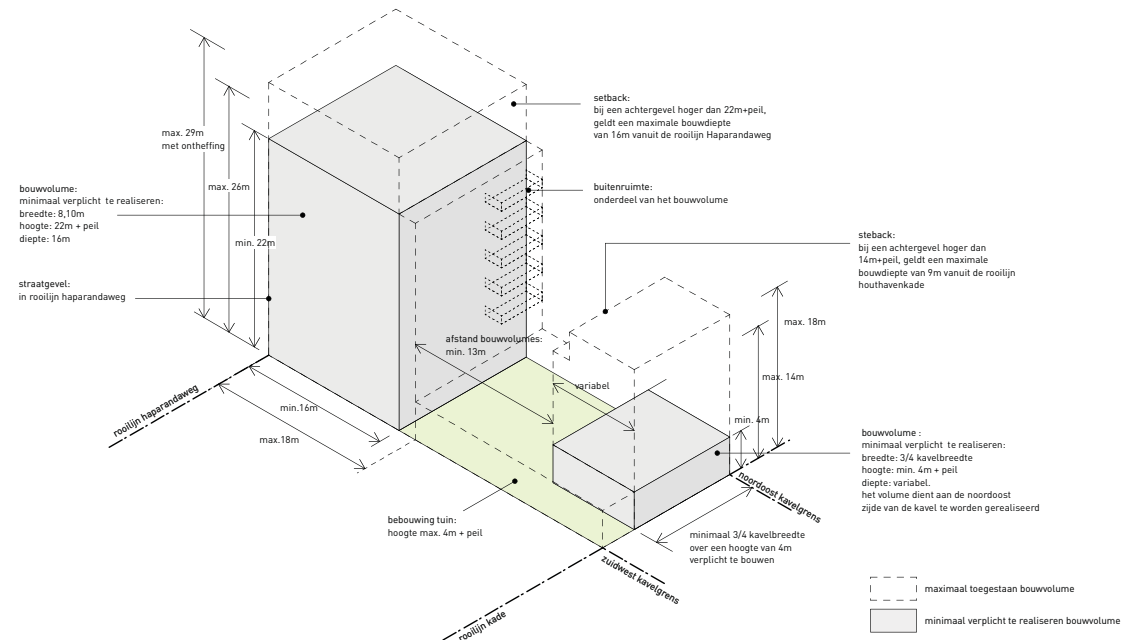 max. 29m
met ontheffing
max. 26m
min. 22m
bouwvolume:
minimaal verplicht te realiseren:
breedte: 8,10m
hoogte: 22m + peil
diepte: 16m
straatgevel:
in rooilijn haparandaweg
rooilijn haparandaweg
min.16m
max.18m
setback:
bij een achtergevel hoger dan 22m+peil,
geldt een maximale bouwdiepte
van 16m vanuit de rooilijn Haparandaweg
buitenruimte:
onderdeel van het bouwvolume
afstand bouwvolumes:
min. 13m
variabel
steback:
bij een achtergevel hoger dan
14m+peil, geldt een maximale
bouwdiepte van 9m vanuit de rooilijn
houthavenkade
max. 18m
max. 14m
min. 4m
bouwvolume :
minimaal verplicht te realiseren:
breedte: 3/4 kavelbreedte
hoogte: min. 4m + peil
diepte: variabel.
het volume dient aan de noordoost
zijde van de kavel te worden gerealiseerd
noordoost kavelgrens
bebouwing tuin:
hoogte max. 4m + peil
minimaal 3/4 kavelbreedte
over een hoogte van 4m
verplicht te bouwen
zuidwest kavelgrens
rooilijn kade
maximaal toegestaan bouwvolume
minimaal verplicht te realiseren bouwvolume